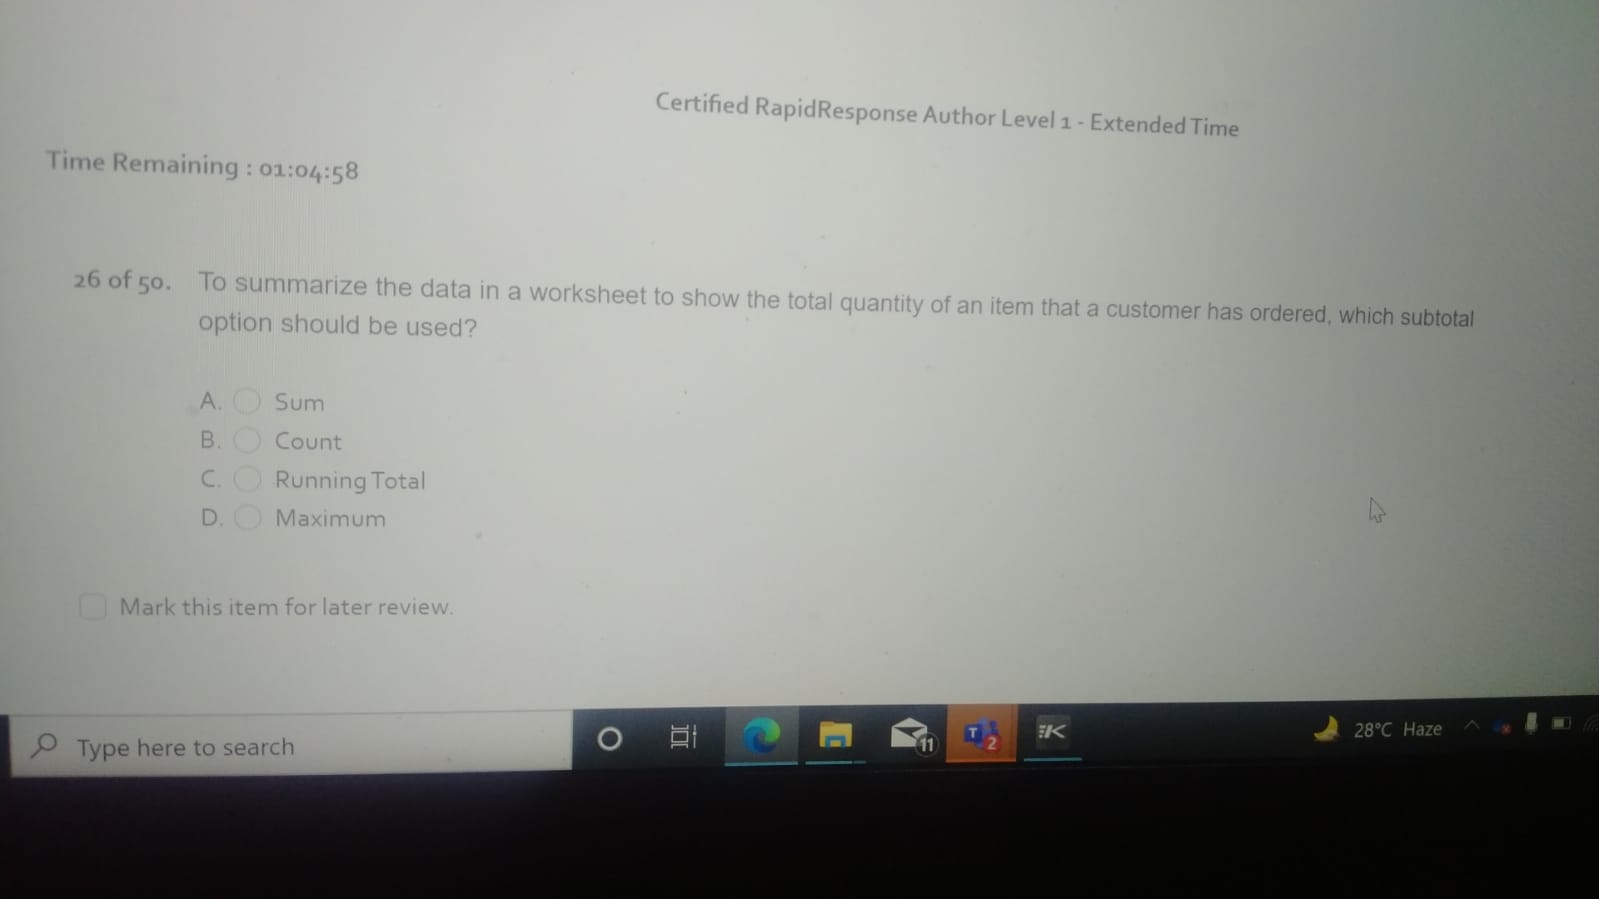 Certified RapidResponse Author Level 1 - Extended Time
Time Remaining : 01:04:58
26 of 50. To summarize the data in a worksheet to show the total quantity of an item that a customer has ordered, which subtotal
option should be used?
A. Sum
B. Count
C. Running Total
D. Maximum
Mark this item for later review.
Type here to search
11
T
2
K
28°C Haze